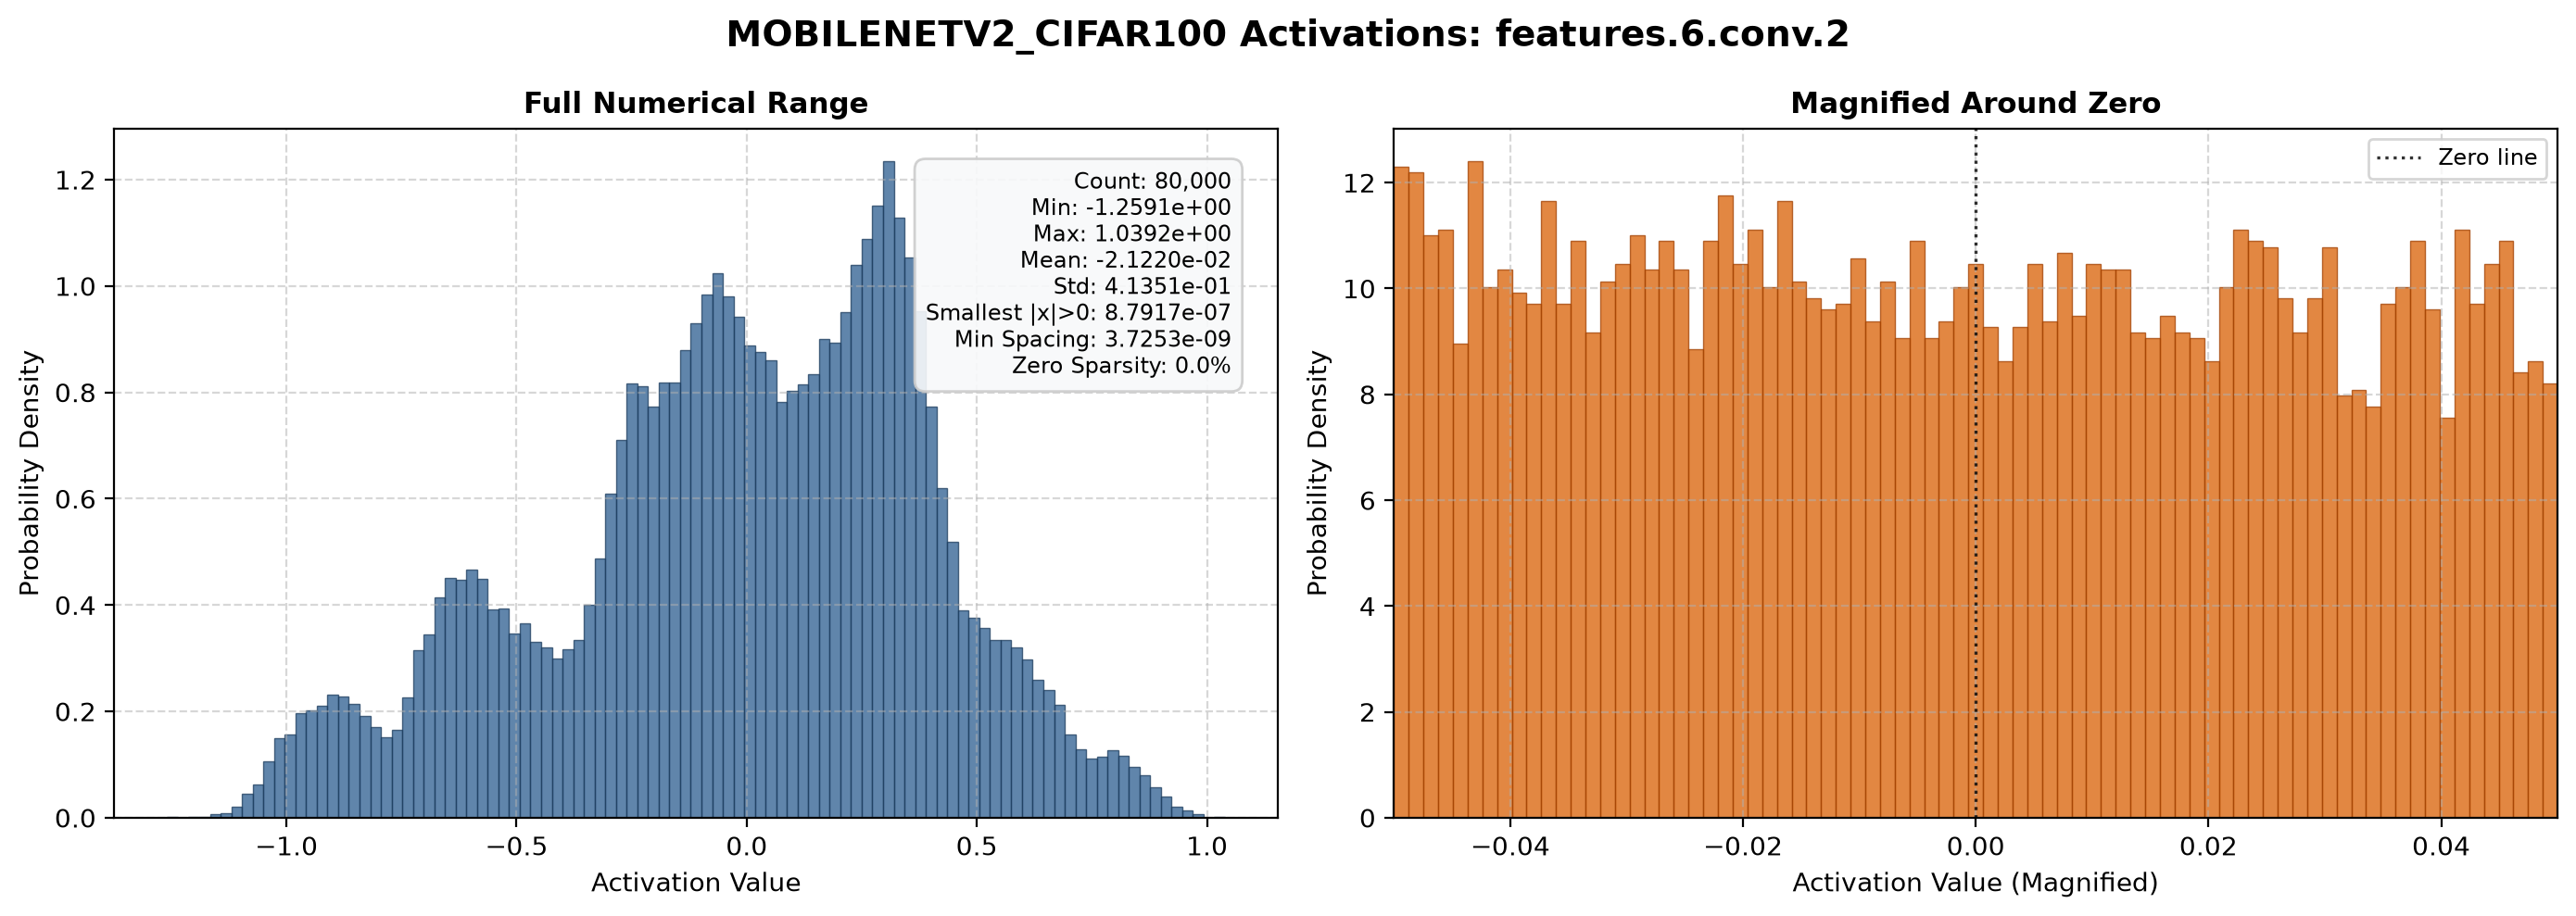 MOBILENETV2_CIFAR100 Activations: features.6.conv.2
Full Numerical Range
Probability Density
1.2
1.0
0.8
0.6
0.4
0.2
0.0
Count: 80,000
Min: -1.2591e+00
Max: 1.0392e+00
Mean: -2.1220e-02
Std: 4.1351e-01
Smallest |x|>0: 8.7917e-07
Min Spacing: 3.7253e-09
Zero Sparsity: 0.0%
−1.0 −0.5 0.0 0.5 1.0
Activation Value
Magnified Around Zero
Probability Density
12
10
8
6
4
2
0
Zero line
−0.04 −0.02 0.00 0.02 0.04
Activation Value (Magnified)